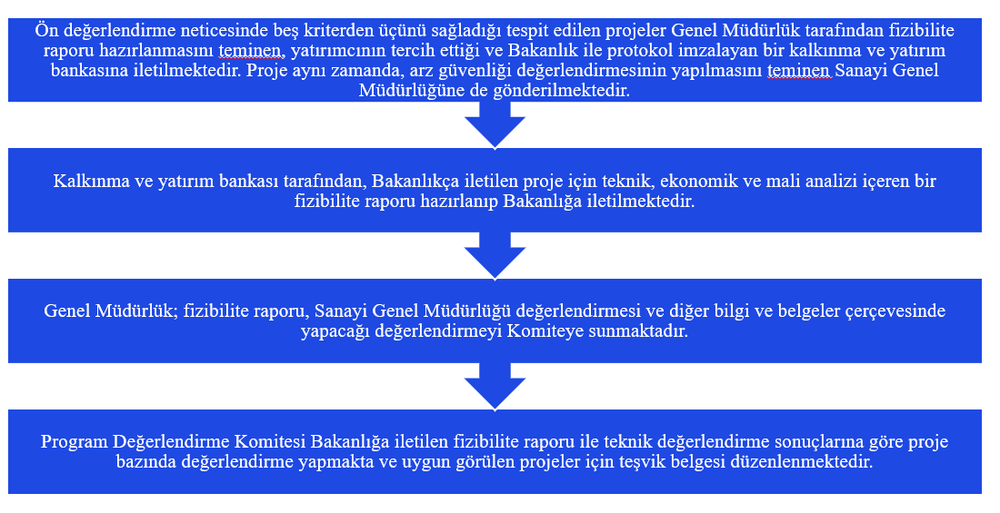 Ön değerlendirme neticesinde beş kriterden üçünü sağladığı tespit edilen projeler Genel Müdürlük tarafından fizibilite
raporu hazırlanmasını teminen, yatırımcının tercih ettiği ve Bakanlık ile protokol imzalayan bir kalkınma ve yatırım
bankasına iletilmektedir. Proje aynı zamanda, arz güvenliği değerlendirmesinin yapılmasını teminen Sanayi Genel
Müdürlüğüne de gönderilmektedir.
Kalkınma ve yatırım bankası tarafından, Bakanlıkça iletilen proje için teknik, ekonomik ve mali analizi içeren bir
fizibilite raporu hazırlanıp Bakanlığa iletilmektedir.
Genel Müdürlük; fizibilite raporu, Sanayi Genel Müdürlüğü değerlendirmesi ve diğer bilgi ve belgeler çerçevesinde
yapacağı değerlendirmeyi Komiteye sunmaktadır.
Program Değerlendirme Komitesi Bakanlığa iletilen fizibilite raporu ile teknik değerlendirme sonuçlarına göre proje
bazında değerlendirme yapmakta ve uygun görülen projeler için teşvik belgesi düzenlenmektedir.